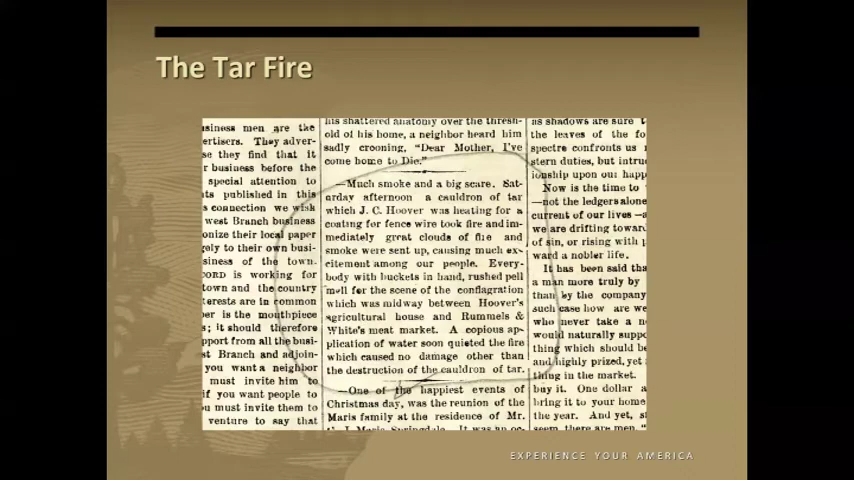 The Tar Fire
siness men are the
ertisers. They adver-
se they find that it
r business before the
special attention to
ts published in this
s connection we wish
west Branch business
onize their local paper
gely to their own busi-
siness of the town.
CORD is working for
town and the country
terests are in common
er is the mouthpiece
s; it should therefore
pport from all the busi-
st Branch and adjoin-
you want a neighbor
must invite him to
if you want people to
u must invite them to
venture to say that
his shattered anatomy over the thresh-
old of his home, a neighbor heard him
sadly crooning, "Dear Mother, I've
come home to Die."
—Much smoke and a big scare. Sat-
urday afternoon a cauldron of tar
which J. C. Hoover was heating for a
coating for fence wire took fire and im-
mediately great clouds of fire and
smoke were sent up, causing much ex-
citement among our people. Every-
body with buckets in hand, rushed pell
mell for the scene of the conflagration
which was midway between Hoover's
agricultural house and Rummels &
White's meat market. A copious ap-
plication of water soon quieted the fire
which caused no damage other than
the destruction of the cauldron of tar.
—One of the happiest events of
Christmas day, was the reunion of the
Maris family at the residence of Mr.
J. Maris Springdale. It was an oc-
as shadows are sure t
the leaves of the fo
spectre confronts us
stern duties, but intru
ionship upon our happ
Now is the time to
—not the ledgers alone
current of our lives —a
we are drifting toward
of sin, or rising with
ward a nobler life.
It has been said tha
a man more truly by
than by the company
such case how are we
who never take a n
would naturally suppo
thing which should be
and highly prized, yet
thing in the market.
buy it. One dollar a
bring it to your home
the year. And yet, s
seem there are men,
EXPERIENCE YOUR AMERICA